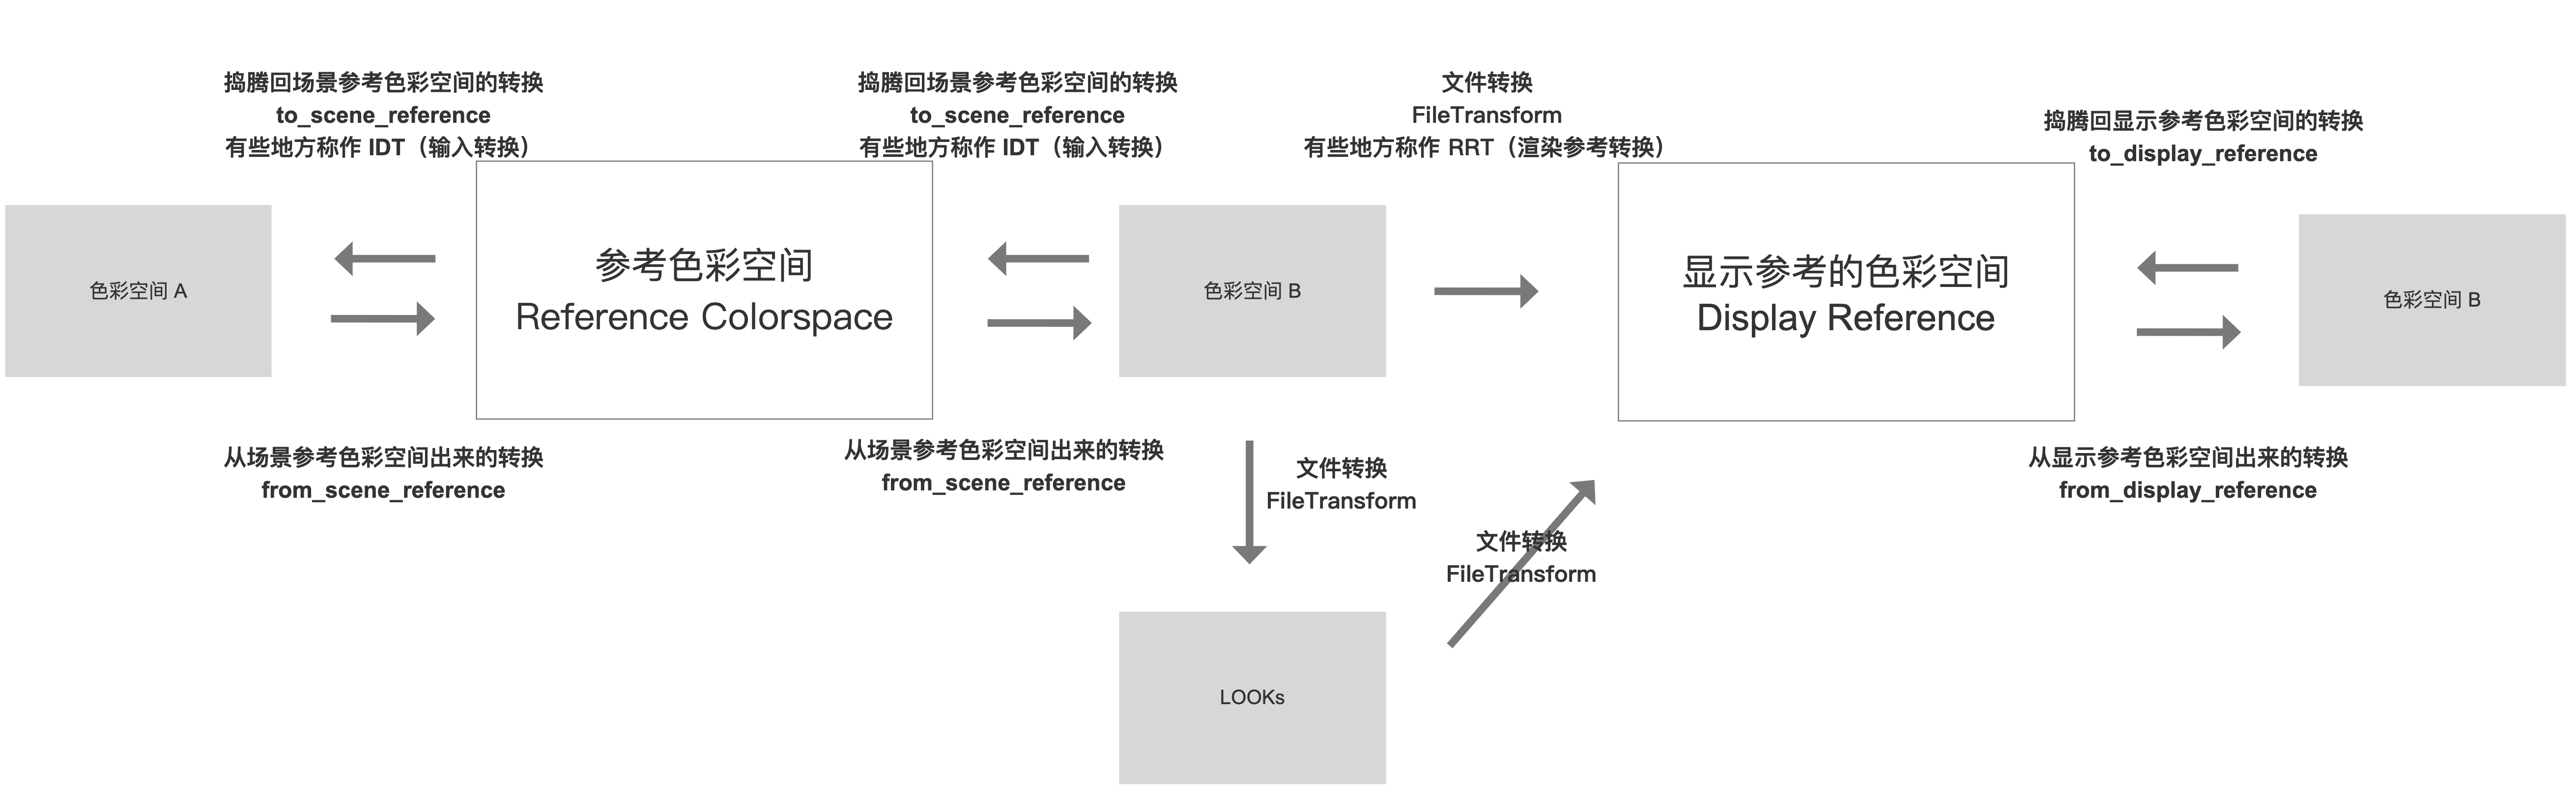 捣腾回场景参考色彩空间的转换
to_scene_reference
有些地方称作 IDT（输入转换）
捣腾回场景参考色彩空间的转换
to_scene_reference
有些地方称作 IDT（输入转换）
文件转换
FileTransform
有些地方称作 RRT（渲染参考转换）
捣腾回显示参考色彩空间的转换
to_display_reference
色彩空间 A
参考色彩空间
Reference Colorspace
色彩空间 B
显示参考的色彩空间
Display Reference
色彩空间 B
从场景参考色彩空间出来的转换
from_scene_reference
从场景参考色彩空间出来的转换
from_scene_reference
文件转换
FileTransform
从显示参考色彩空间出来的转换
from_display_reference
文件转换
FileTransform
LOOKs